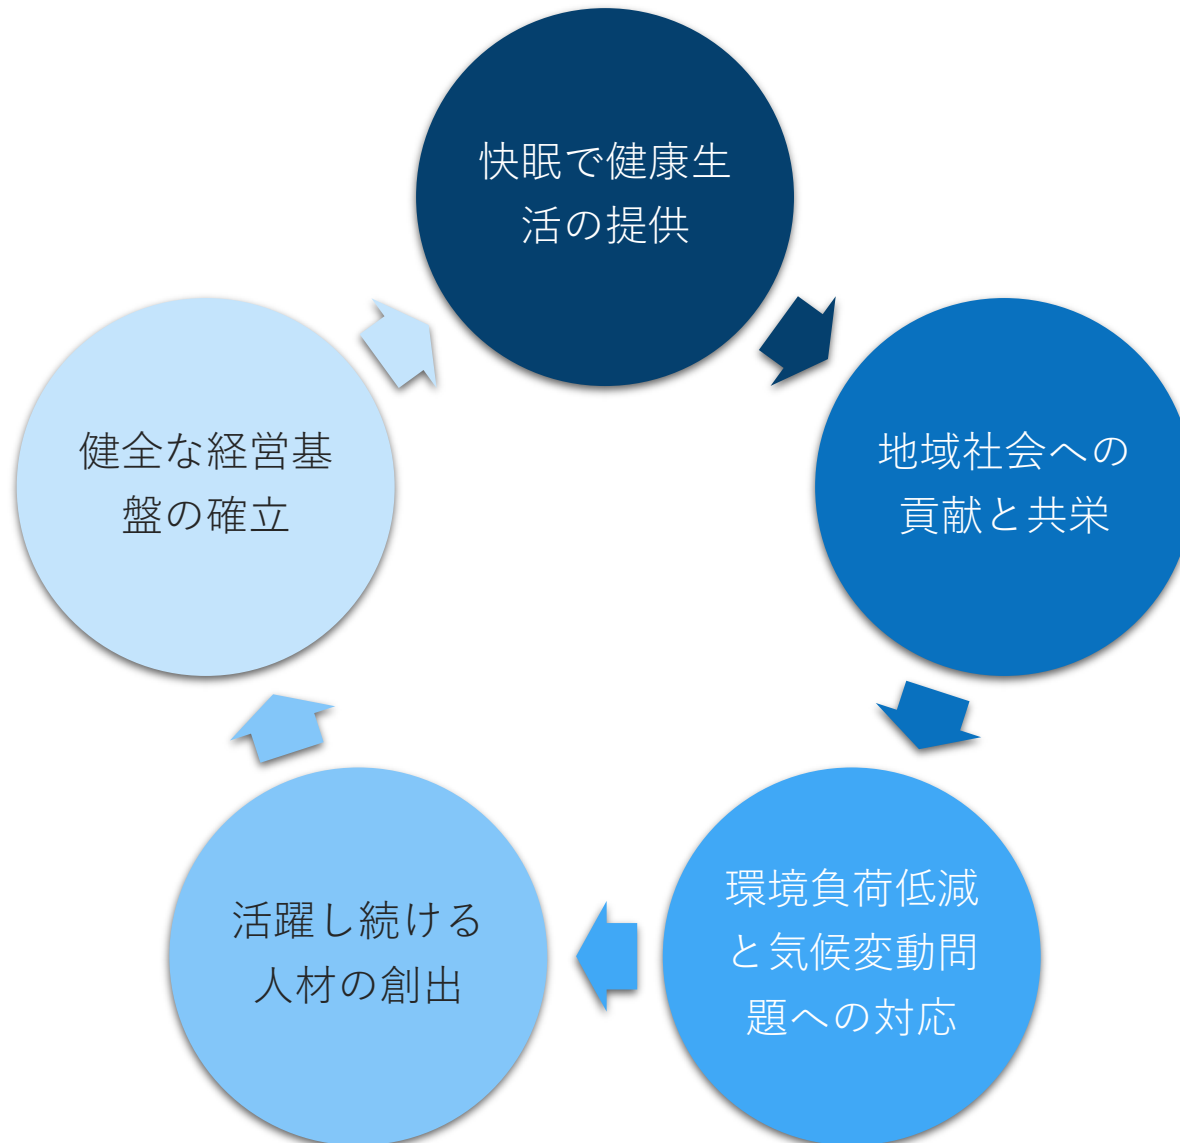 快眠で健康生
活の提供
地域社会への
貢献と共栄
環境負荷低減
と気候変動問
題への対応
活躍し続ける
人材の創出
健全な経営基
盤の確立